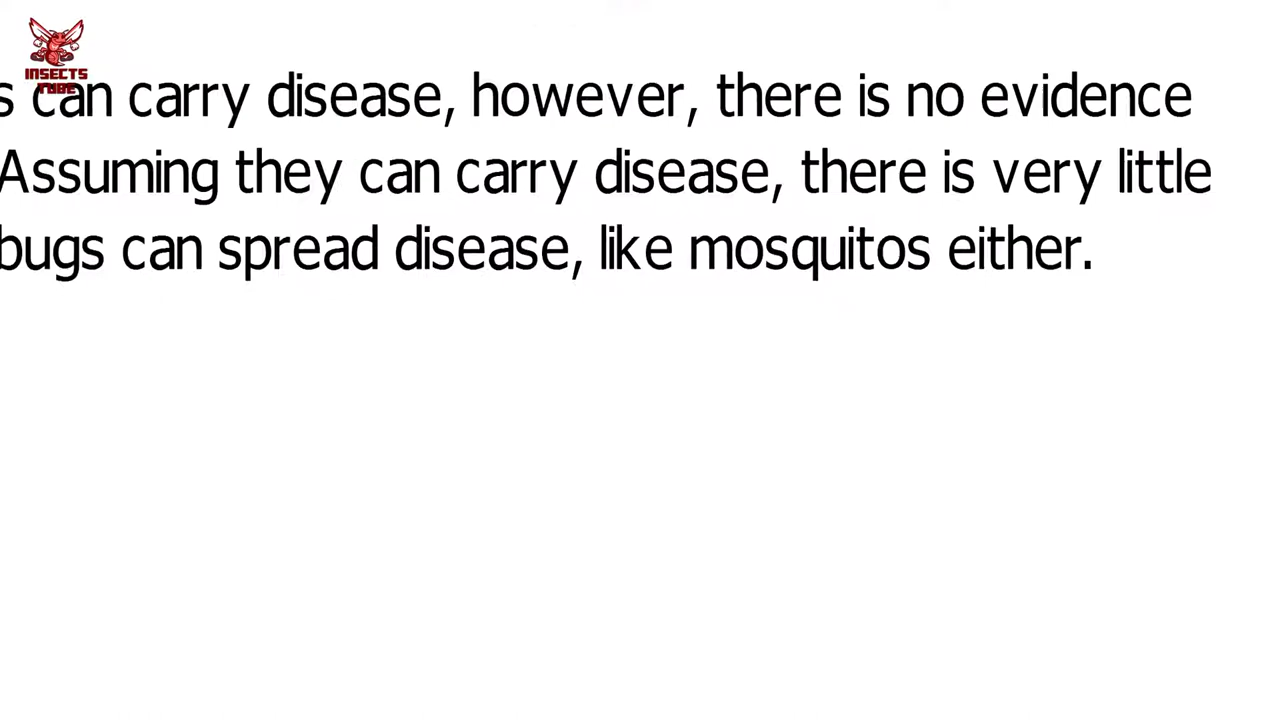 INSECTS
TUBE
s can carry disease, however, there is no evidence
Assuming they can carry disease, there is very little
bugs can spread disease, like mosquitos either.